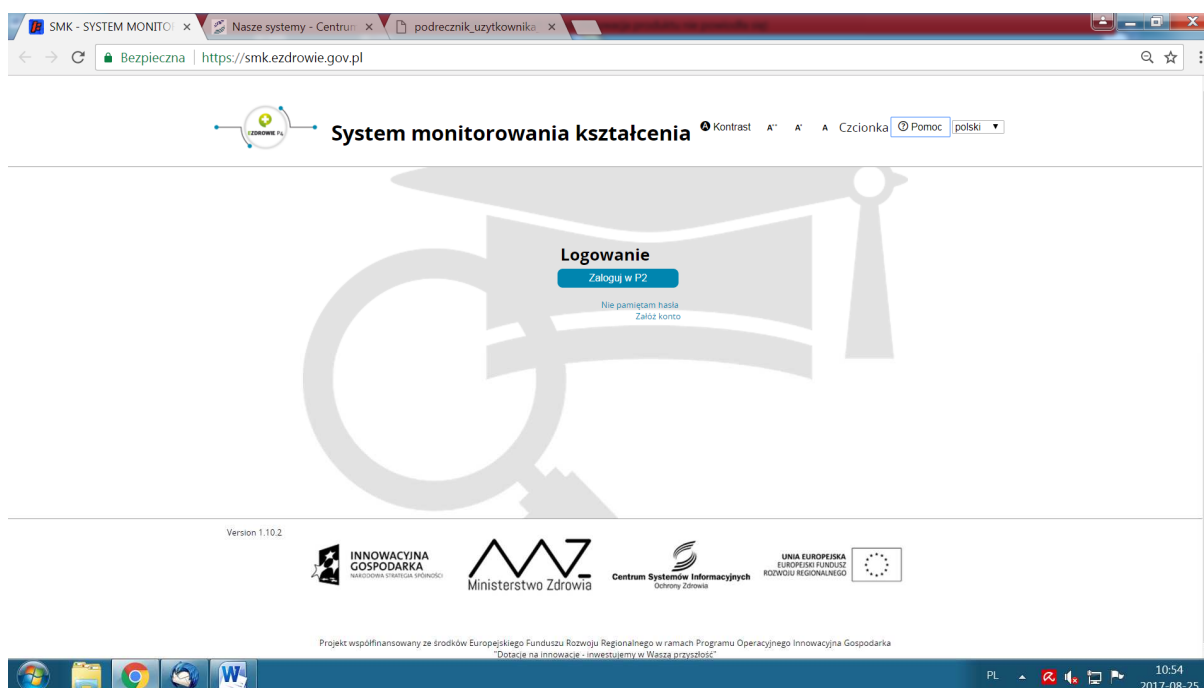 SMK - SYSTEM MONITO
Nasze systemy - Centrum
podrecznik_uzytkownika
Bezpieczna | https://smk.ezdrowie.gov.pl
EZDROWIE P2
System monitorowania kształcenia
Kontrast A++ A+ A Czcionka Pomoc polski
Logowanie
Zaloguj w P2
Nie pamiętam hasła
Załóż konto
Version 1.10.2
INNOWACYJNA
GOSPODARKA
NARODOWA STRATEGIA SPÓJNOŚCI
Ministerstwo Zdrowia
Centrum Systemów Informacyjnych
Ochrony Zdrowia
UNIA EUROPEJSKA
EUROPEJSKI FUNDUSZ
ROZWOJU REGIONALNEGO
Projekt współfinansowany ze środków Europejskiego Funduszu Rozwoju Regionalnego w ramach Programu Operacyjnego Innowacyjna Gospodarka
"Dotacje na innowacje - inwestujemy w Waszą przyszłość"
W
PL
10:54
2017-08-25